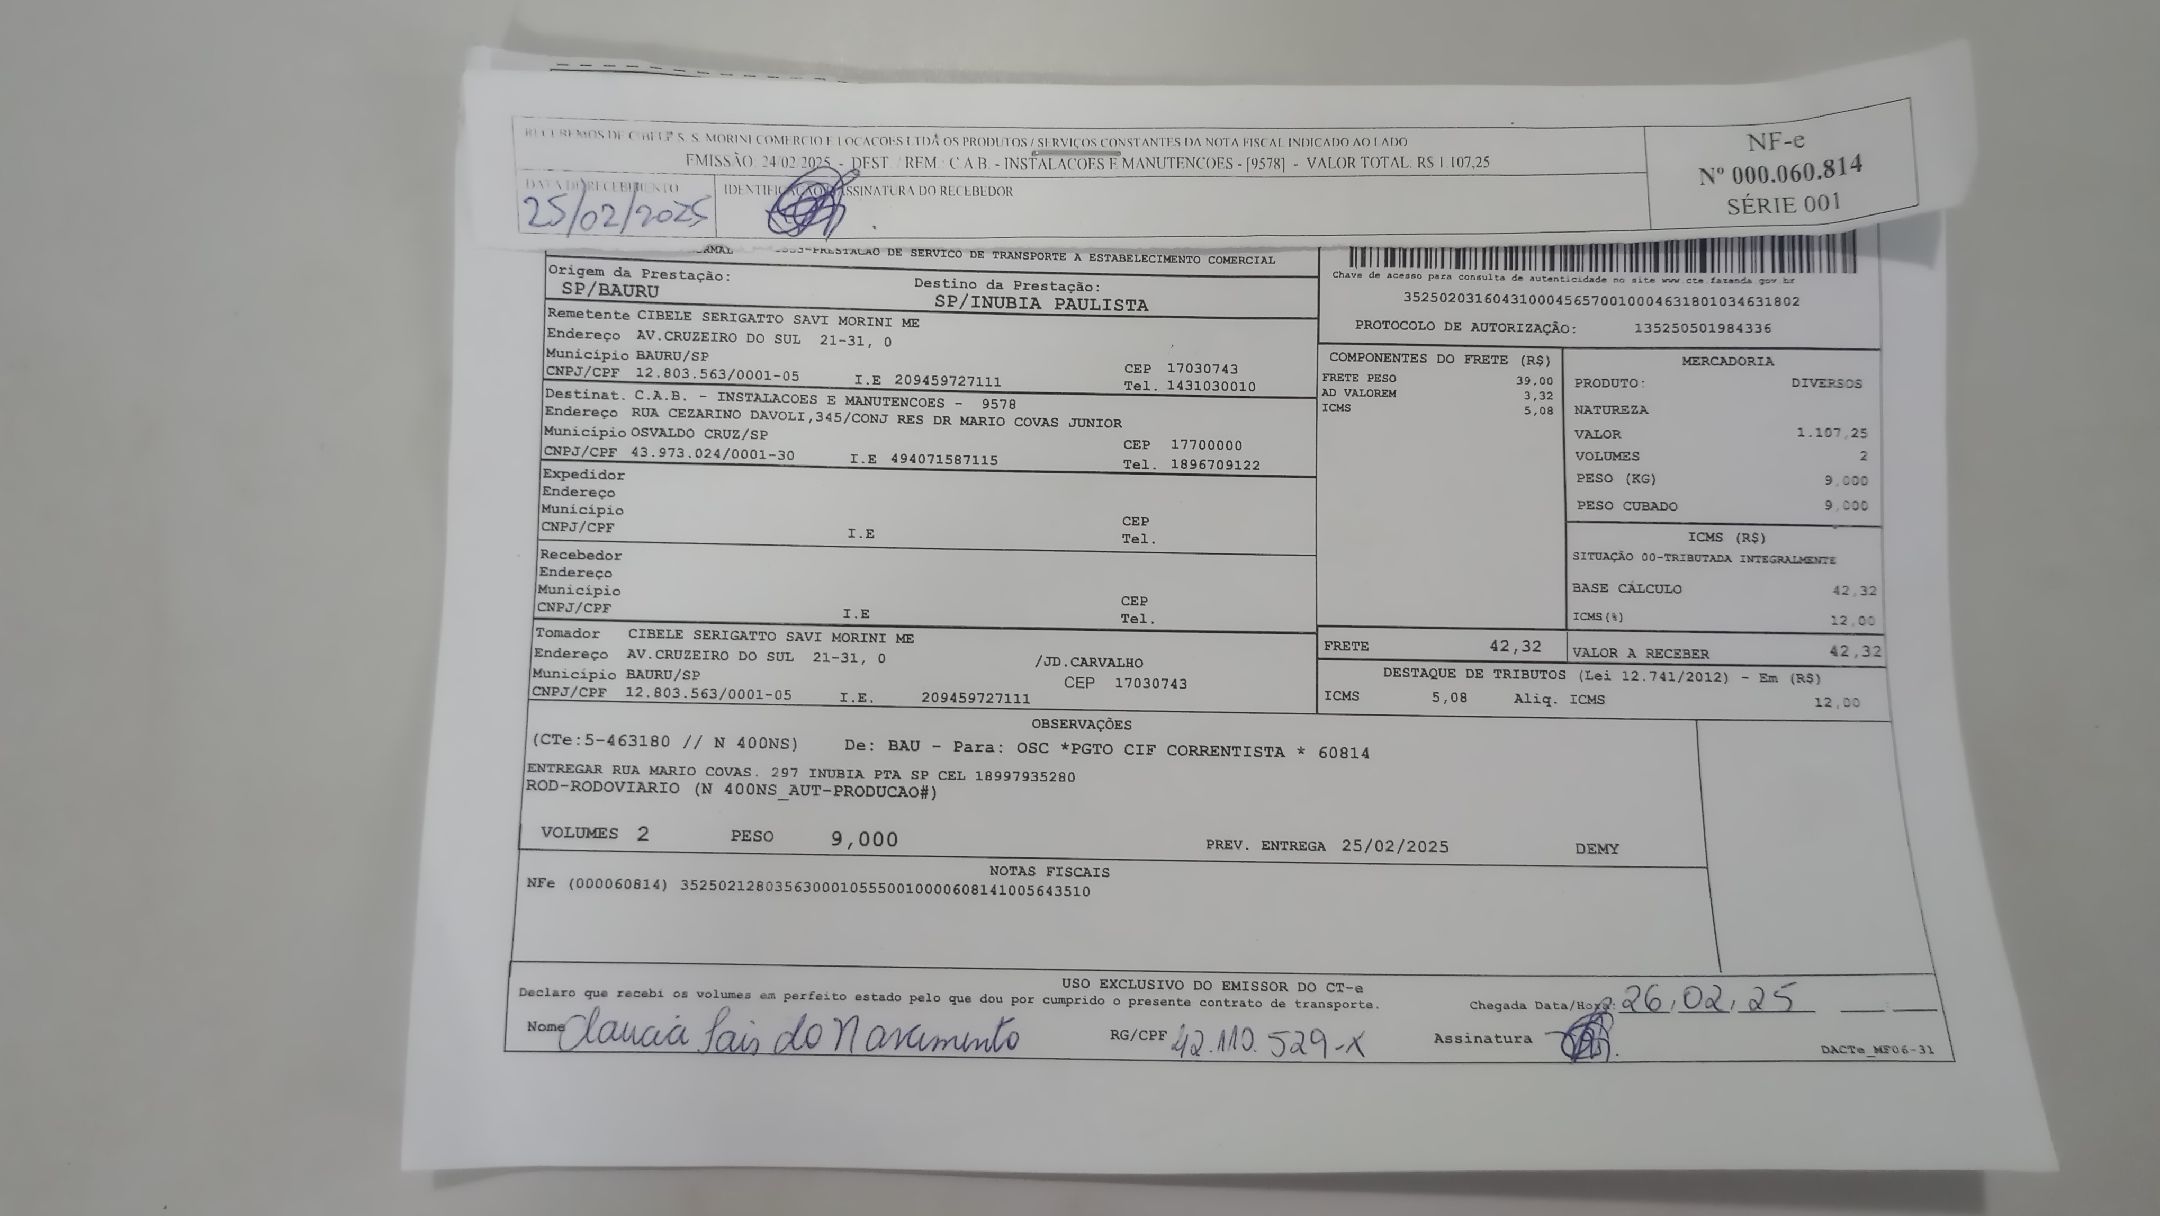 RECEBEMOS DE CIBELE S. S. MORINI COMERCIO E LOCACOES LTDA OS PRODUTOS / SERVIÇOS CONSTANTES DA NOTA FISCAL INDICADO AO LADO
EMISSÃO: 24/02/2025 - DEST. / REM.: C.A.B. - INSTALACOES E MANUTENCOES - [9578] - VALOR TOTAL: R$ 1.107,25
NF-e
Nº 000.060.814
SÉRIE 001
DATA DE RECEBIMENTO
25/02/2025
IDENTIFICAÇÃO ASSINATURA DO RECEBEDOR
PRESTACAO DE SERVICO DE TRANSPORTE A ESTABELECIMENTO COMERCIAL
Origem da Prestação:
SP/BAURU
Destino da Prestação:
SP/INUBIA PAULISTA
Chave de acesso para consulta de autenticidade no site www.cte.fazenda.gov.br
35250203160431000456570010004631801034631802
PROTOCOLO DE AUTORIZAÇÃO: 135250501984336
Remetente CIBELE SERIGATTO SAVI MORINI ME
Endereço AV.CRUZEIRO DO SUL 21-31, 0
Município BAURU/SP CEP 17030743
CNPJ/CPF 12.803.563/0001-05 I.E 209459727111 Tel. 1431030010
Destinat. C.A.B. - INSTALACOES E MANUTENCOES - 9578
Endereco RUA CEZARINO DAVOLI,345/CONJ RES DR MARIO COVAS JUNIOR
Município OSVALDO CRUZ/SP CEP 17700000
CNPJ/CPF 43.973.024/0001-30 I.E 494071587115 Tel. 1896709122
Expedidor
Endereço
Município CEP
CNPJ/CPF I.E Tel.
Recebedor
Endereço
Município CEP
CNPJ/CPF I.E Tel.
Tomador CIBELE SERIGATTO SAVI MORINI ME
Endereço AV.CRUZEIRO DO SUL 21-31, 0 /JD.CARVALHO
Município BAURU/SP CEP 17030743
CNPJ/CPF 12.803.563/0001-05 I.E. 209459727111
COMPONENTES DO FRETE (R$)
FRETE PESO 39,00
AD VALOREM 3,32
ICMS 5,08
MERCADORIA
PRODUTO: DIVERSOS
NATUREZA
VALOR 1.107,25
VOLUMES 2
PESO (KG) 9,000
PESO CUBADO 9,000
ICMS (R$)
SITUAÇÃO 00-TRIBUTADA INTEGRALMENTE
BASE CÁLCULO 42,32
ICMS(%) 12,00
FRETE 42,32 VALOR A RECEBER 42,32
DESTAQUE DE TRIBUTOS (Lei 12.741/2012) - Em (R$)
ICMS 5,08 Aliq. ICMS 12,00
OBSERVAÇÕES
(CTe:5-463180 // N 400NS) De: BAU - Para: OSC *PGTO CIF CORRENTISTA * 60814
ENTREGAR RUA MARIO COVAS. 297 INUBIA PTA SP CEL 18997935280
ROD-RODOVIARIO (N 400NS_AUT-PRODUCAO#)
VOLUMES 2 PESO 9,000 PREV. ENTREGA 25/02/2025 DEMY
NOTAS FISCAIS
NFe (000060814) 35250212803563000105550010000608141005643510
USO EXCLUSIVO DO EMISSOR DO CT-e
Declaro que recebi os volumes em perfeito estado pelo que dou por cumprido o presente contrato de transporte.
Chegada Data/Hora: 26,02,25
Nome do Nascimento RG/CPF 42.110.529-X Assinatura
DACTe_MF06-31